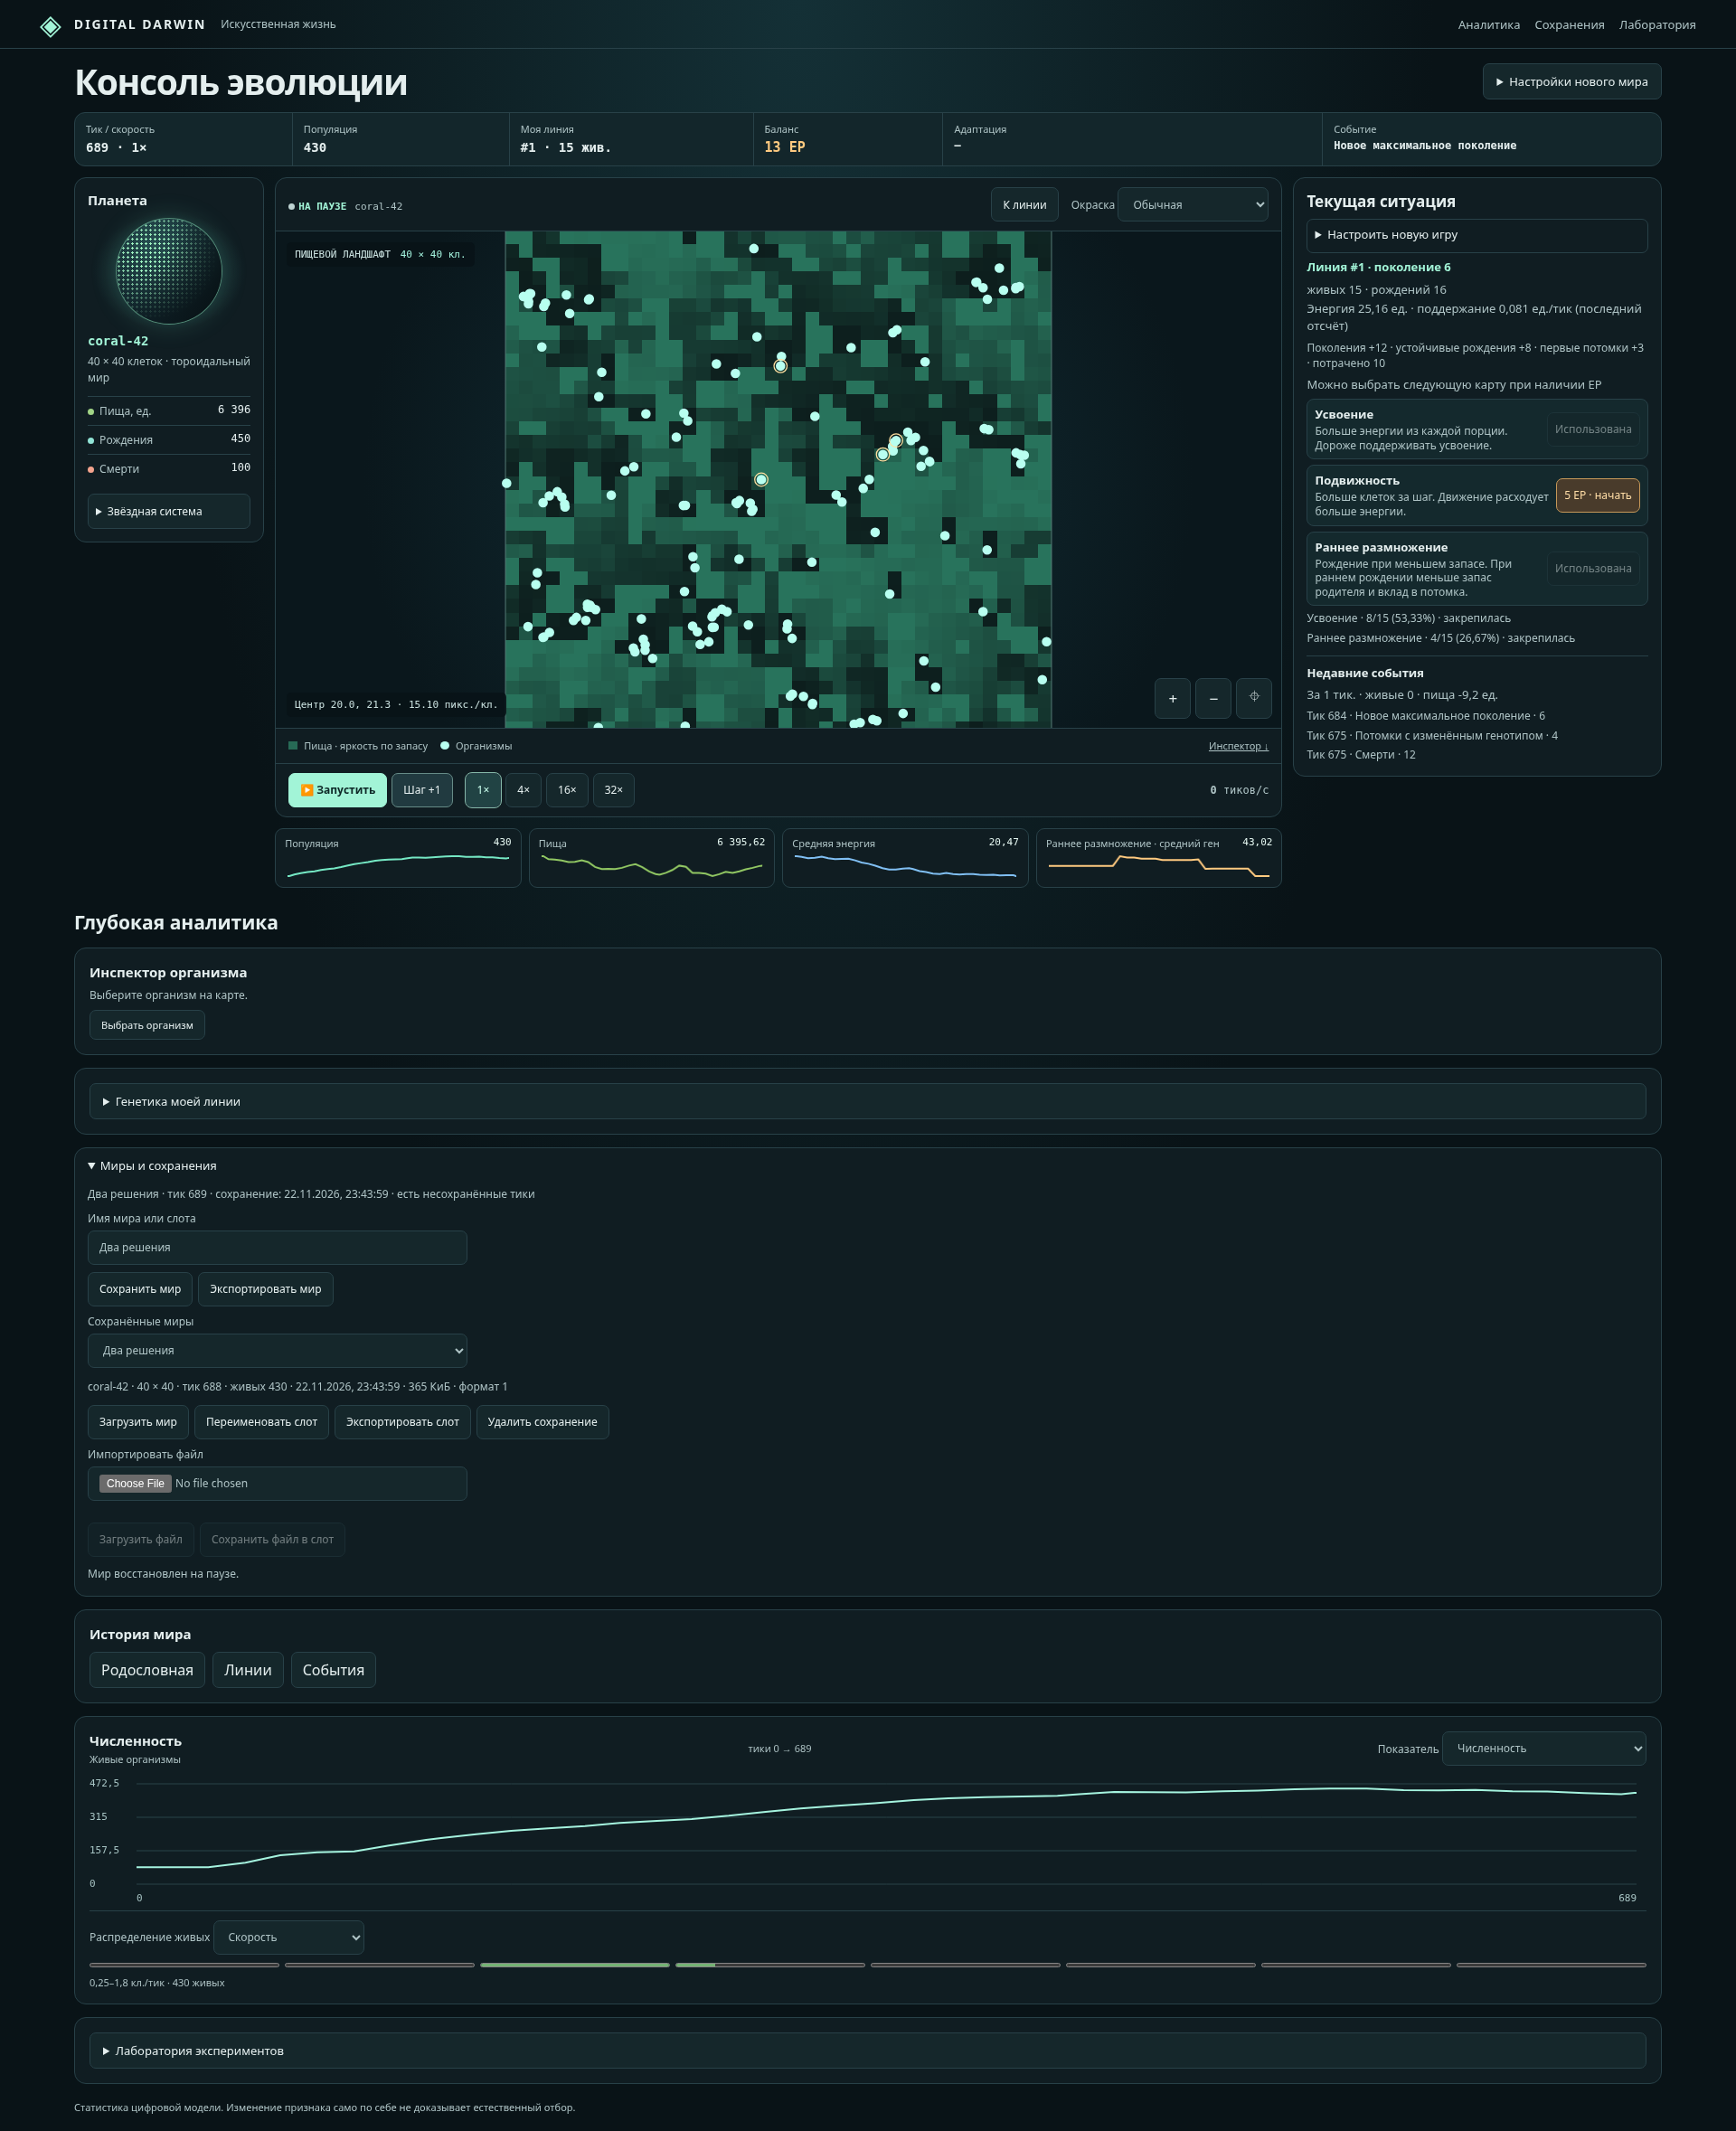 DIGITAL DARWIN Искусственная жизнь
Аналитика Сохранения Лаборатория
Консоль эволюции
Настройки нового мира
Тик / скорость
689 · 1×
Популяция
430
Моя линия
#1 · 15 жив.
Баланс
13 EP
Адаптация
—
Событие
Новое максимальное поколение
Планета
coral-42
40 × 40 клеток · тороидальный
мир
Пища, ед. 6 396
Рождения 450
Смерти 100
Звёздная система
НА ПАУЗЕ coral-42
К линии
Окраска Обычная
ПИЩЕВОЙ ЛАНДШАФТ 40 × 40 кл.
Центр 20.0, 21.3 · 15.10 пикс./кл.
+
−
Пища · яркость по запасу
Организмы
Инспектор ↓
Запустить
Шаг +1
1×
4×
16×
32×
0 тиков/с
Популяция 430
Пища 6 395,62
Средняя энергия 20,47
Раннее размножение · средний ген 43,02
Текущая ситуация
Настроить новую игру
Линия #1 · поколение 6
живых 15 · рождений 16
Энергия 25,16 ед. · поддержание 0,081 ед./тик (последний
отсчёт)
Поколения +12 · устойчивые рождения +8 · первые потомки +3
· потрачено 10
Можно выбрать следующую карту при наличии EP
Усвоение
Больше энергии из каждой порции.
Дороже поддерживать усвоение.
Использована
Подвижность
Больше клеток за шаг. Движение расходует
больше энергии.
5 EP · начать
Раннее размножение
Рождение при меньшем запасе. При
раннем рождении меньше запас
родителя и вклад в потомка.
Использована
Усвоение · 8/15 (53,33%) · закрепилась
Раннее размножение · 4/15 (26,67%) · закрепилась
Недавние события
За 1 тик. · живые 0 · пища -9,2 ед.
Тик 684 · Новое максимальное поколение · 6
Тик 675 · Потомки с изменённым генотипом · 4
Тик 675 · Смерти · 12
Глубокая аналитика
Инспектор организма
Выберите организм на карте.
Выбрать организм
Генетика моей линии
Миры и сохранения
Два решения · тик 689 · сохранение: 22.11.2026, 23:43:59 · есть несохранённые тики
Имя мира или слота
Два решения
Сохранить мир
Экспортировать мир
Сохранённые миры
Два решения
coral-42 · 40 × 40 · тик 688 · живых 430 · 22.11.2026, 23:43:59 · 365 КиБ · формат 1
Загрузить мир
Переименовать слот
Экспортировать слот
Удалить сохранение
Импортировать файл
Choose File No file chosen
Загрузить файл
Сохранить файл в слот
Мир восстановлен на паузе.
История мира
Родословная
Линии
События
Численность
Живые организмы
тики 0 → 689
Показатель Численность
472,5
315
157,5
0
0
689
Распределение живых Скорость
0,25–1,8 кл./тик · 430 живых
Лаборатория экспериментов
Статистика цифровой модели. Изменение признака само по себе не доказывает естественный отбор.